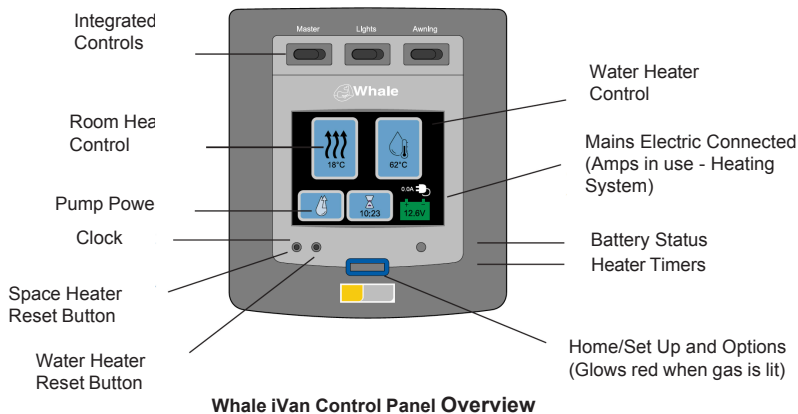 Integrated
Controls
Room Hea
Control
Pump Powe
Clock
Space Heater
Reset Button
Water Heater
Reset Button
Master Lights Awning
Whale
18°C 62°C
0.0A
10:23 12.6V
Water Heater
Control
Mains Electric Connected
(Amps in use - Heating
System)
Battery Status
Heater Timers
Home/Set Up and Options
(Glows red when gas is lit)
Whale iVan Control Panel Overview